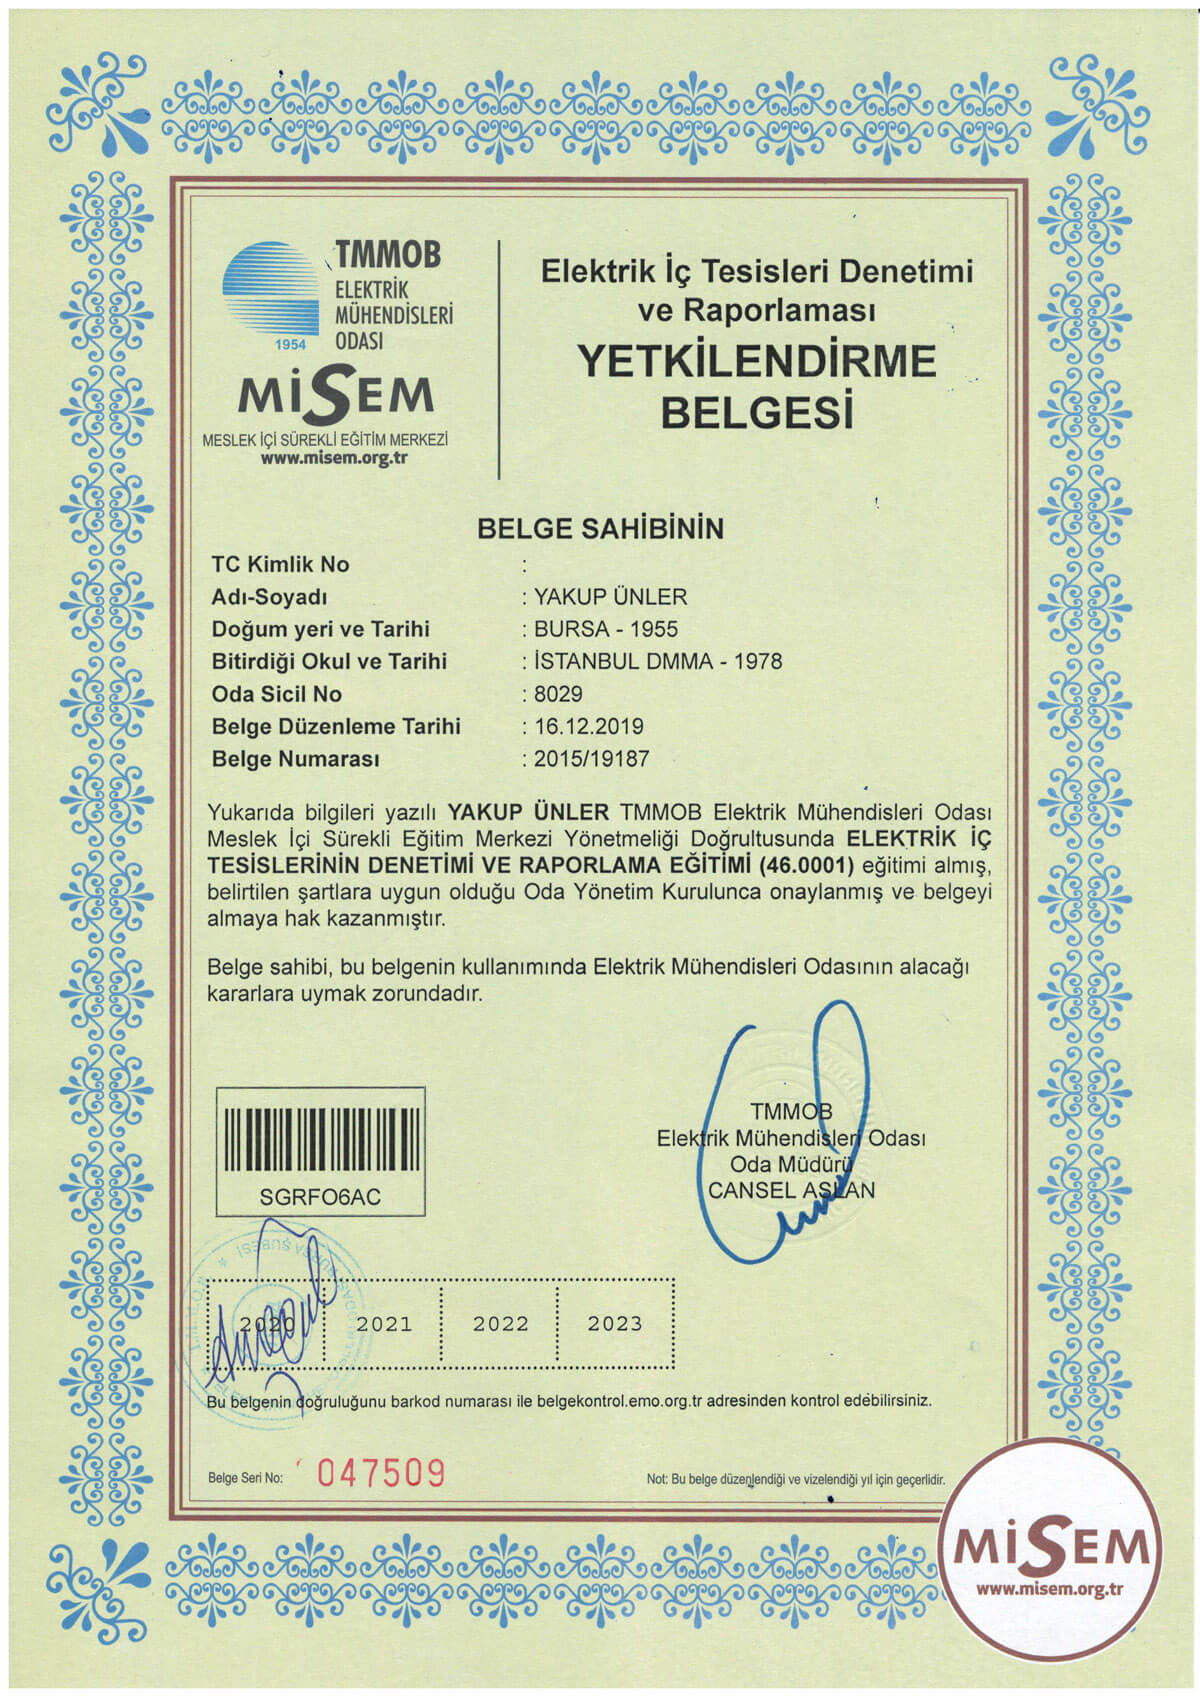 TMMOB
ELEKTRİK
MÜHENDİSLERİ
ODASI
1954
MİSEM
MESLEK İÇİ SÜREKLİ EĞİTİM MERKEZİ
www.misem.org.tr
Elektrik İç Tesisleri Denetimi
ve Raporlaması
YETKİLENDİRME
BELGESİ
BELGE SAHİBİNİN
TC Kimlik No :
Adı-Soyadı : YAKUP ÜNLER
Doğum yeri ve Tarihi : BURSA - 1955
Bitirdiği Okul ve Tarihi : İSTANBUL DMMA - 1978
Oda Sicil No : 8029
Belge Düzenleme Tarihi : 16.12.2019
Belge Numarası : 2015/19187
Yukarıda bilgileri yazılı YAKUP ÜNLER TMMOB Elektrik Mühendisleri Odası
Meslek İçi Sürekli Eğitim Merkezi Yönetmeliği Doğrultusunda ELEKTRİK İÇ
TESİSLERİNİN DENETİMİ VE RAPORLAMA EĞİTİMİ (46.0001) eğitimi almış,
belirtilen şartlara uygun olduğu Oda Yönetim Kurulunca onaylanmış ve belgeyi
almaya hak kazanmıştır.
Belge sahibi, bu belgenin kullanımında Elektrik Mühendisleri Odasının alacağı
kararlara uymak zorundadır.
TMMOB
Elektrik Mühendisleri Odası
Oda Müdürü
CANSEL ASLAN
SGRFO6AC
BURSA ŞUBESİ
2020 2021 2022 2023
Bu belgenin doğruluğunu barkod numarası ile belgekontrol.emo.org.tr adresinden kontrol edebilirsiniz.
Belge Seri No: 047509
Not: Bu belge düzenlendiği ve vizelendiği yıl için geçerlidir.
MİSEM
www.misem.org.tr